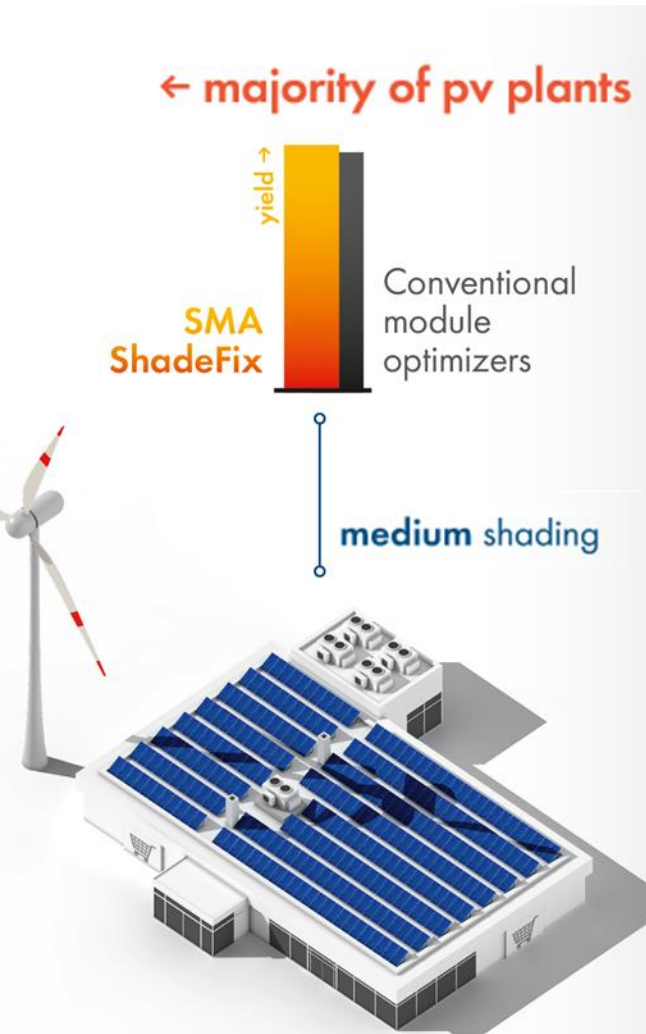 ← majority of pv plants
yield →
SMA
ShadeFix
Conventional
module
optimizers
medium shading